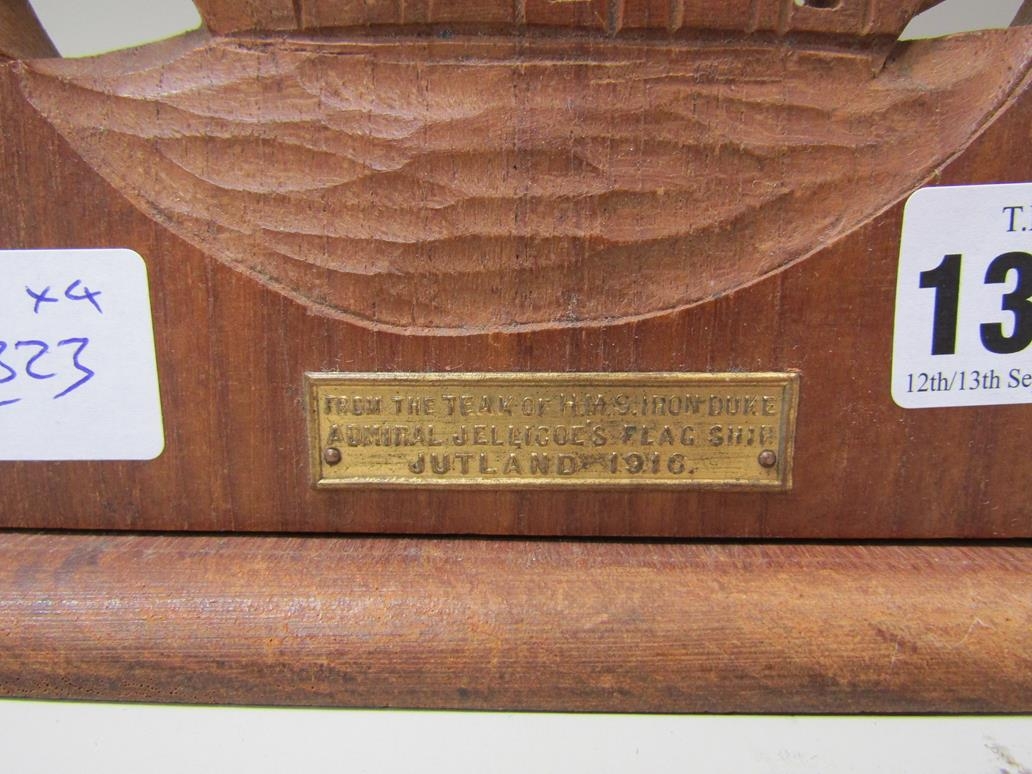 x4
323
FROM THE TEAK OF H.M.S. IRON DUKE
ADMIRAL JELLICOE'S FLAG SHIP
JUTLAND 1916.
T.
13
12th/13th Se